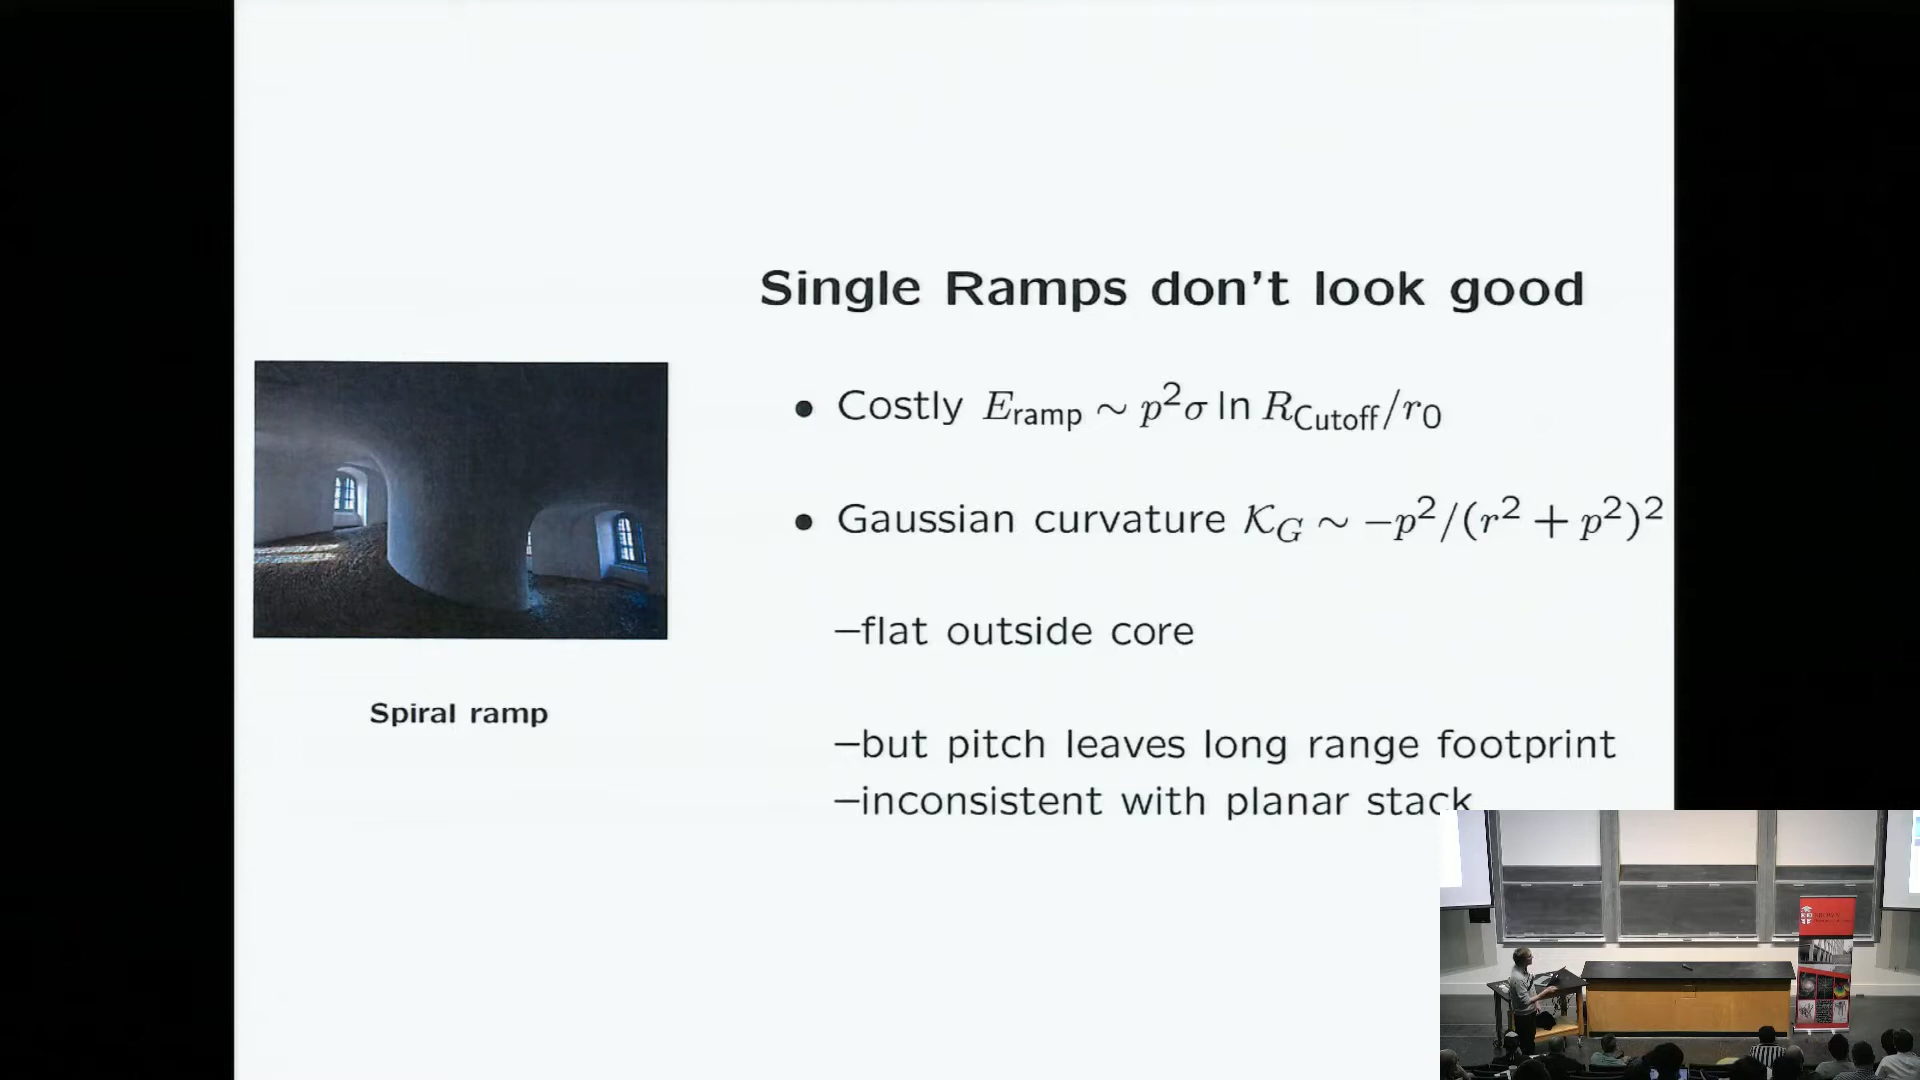 Single Ramps don't look good
• Costly E_ramp ∼ p²σ ln R_Cutoff/r₀
• Gaussian curvature 𝒦_G ∼ −p²/(r² + p²)²
–flat outside core
–but pitch leaves long range footprint
–inconsistent with planar stack
Spiral ramp